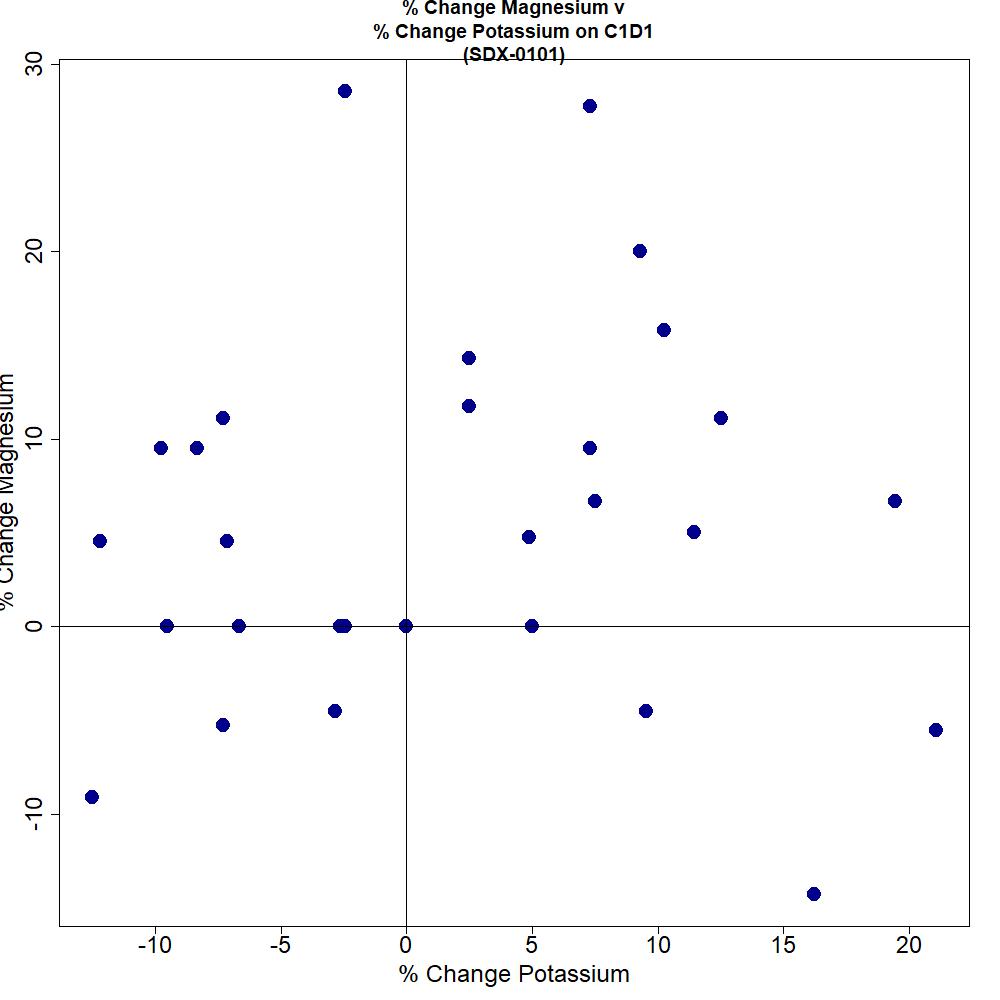 % Change Magnesium v
% Change Potassium on C1D1
(SDX-0101)
30
20
10
0
-10
% Change Magnesium
-10
-5
0
5
10
15
20
% Change Potassium